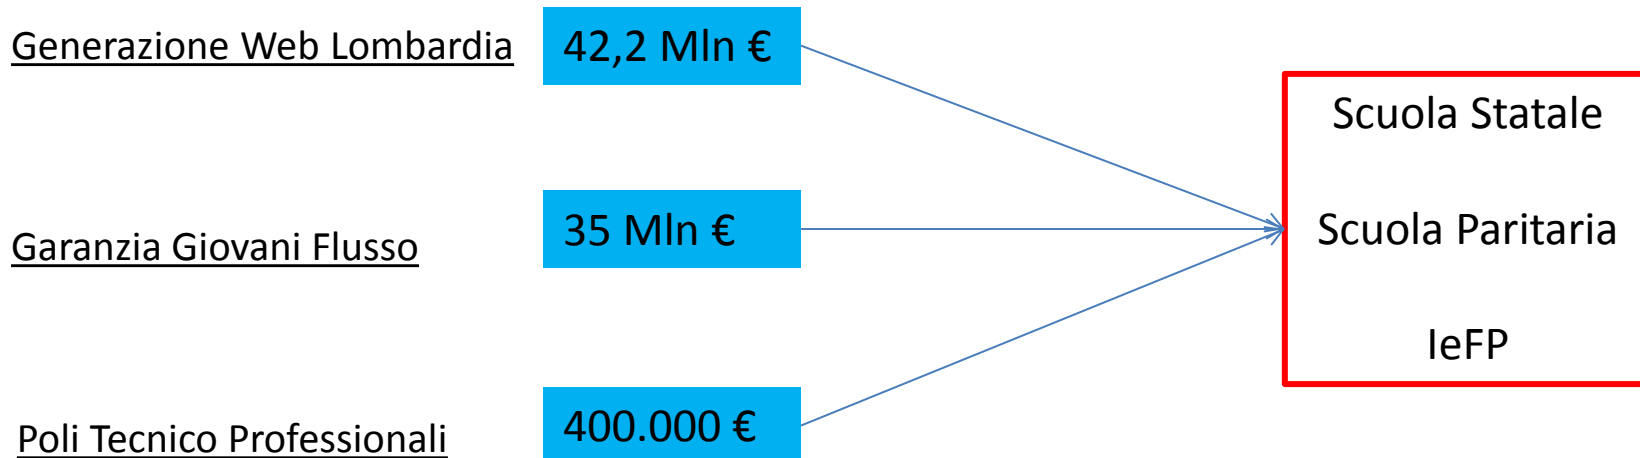 Generazione Web Lombardia
42,2 Mln €
Garanzia Giovani Flusso
35 Mln €
Poli Tecnico Professionali
400.000 €
Scuola Statale
Scuola Paritaria
IeFP